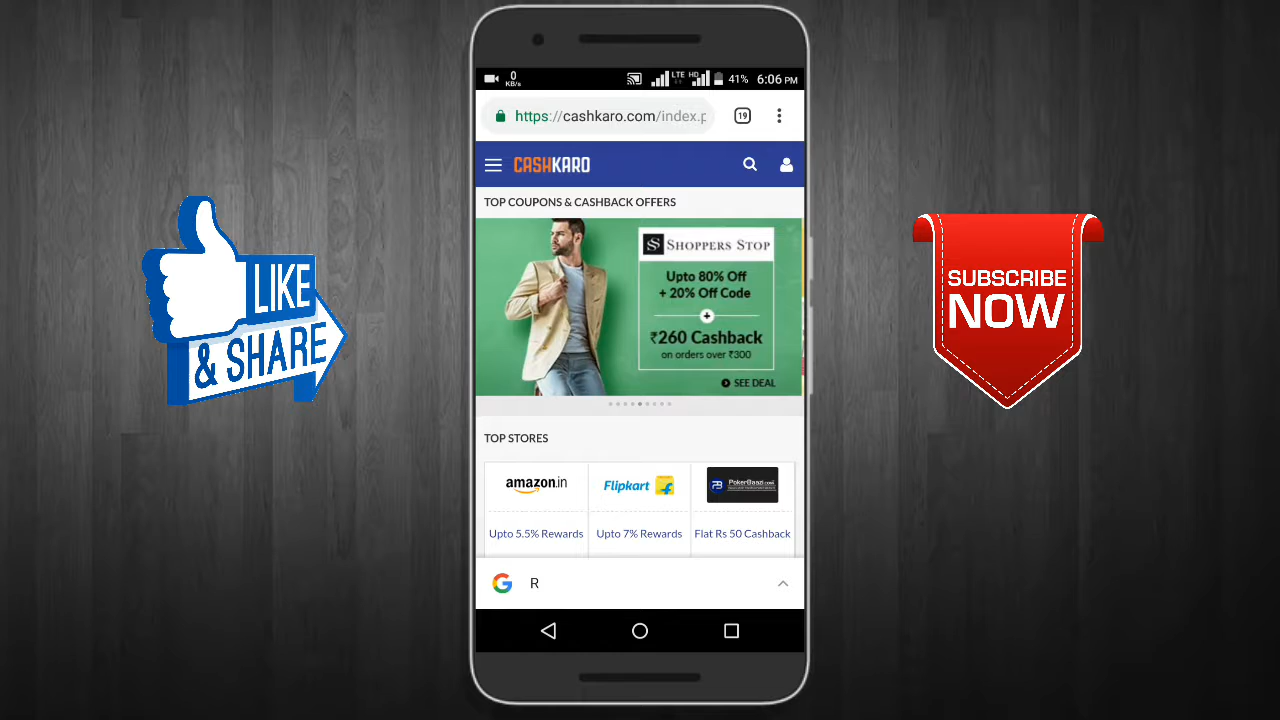 0
KB/s
LTE
HD
41%
6:06 PM
https://cashkaro.com/index.p
19
CASHKARO
TOP COUPONS & CASHBACK OFFERS
S SHOPPERS STOP
Upto 80% Off
+ 20% Off Code
+
₹260 Cashback
on orders over ₹300
SEE DEAL
TOP STORES
amazon.in
Flipkart
PokerBaazi.com
Upto 5.5% Rewards
Upto 7% Rewards
Flat Rs 50 Cashback
G R
LIKE
& SHARE
SUBSCRIBE
NOW